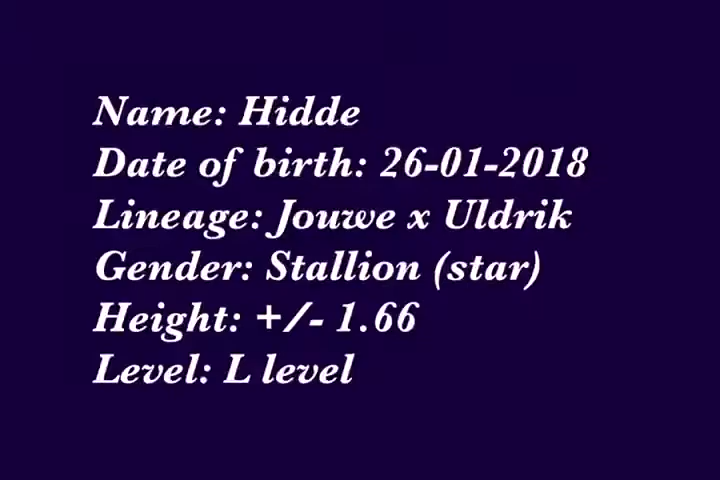 Name: Hidde
Date of birth: 26-01-2018
Lineage: Jouwe x Uldrik
Gender: Stallion (star)
Height: +/- 1.66
Level: L level